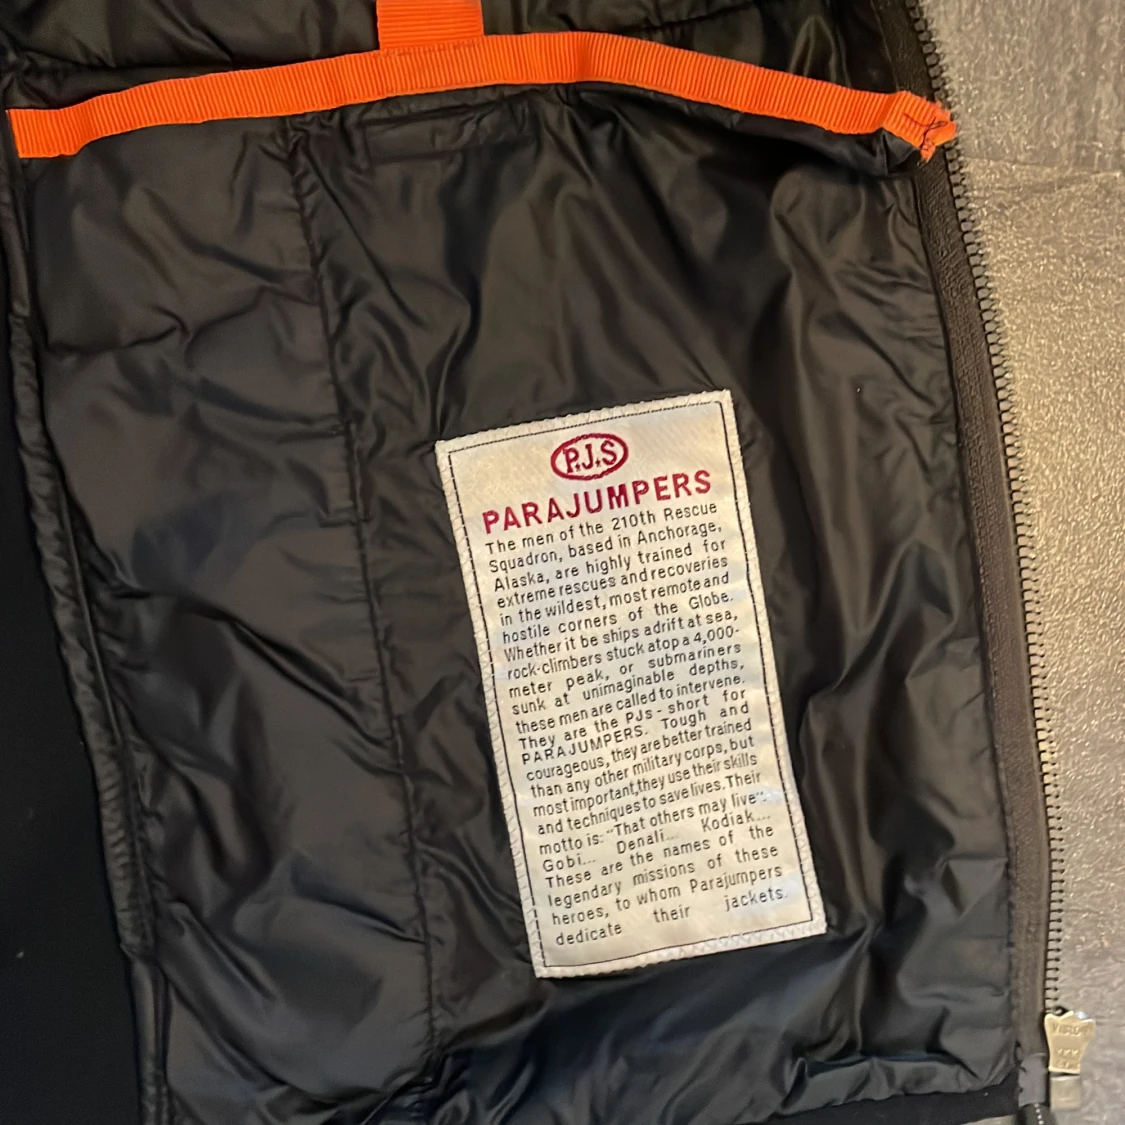 P.J.S
PARAJUMPERS
The men of the 210th Rescue
Squadron, based in Anchorage,
Alaska, are highly trained for
extreme rescues and recoveries
in the wildest, most remote and
hostile corners of the Globe.
Whether it be ships adrift at sea,
rock-climbers stuck atop a 4,000-
meter peak, or submariners
sunk at unimaginable depths,
these men are called to intervene.
They are the PJs - short for
PARAJUMPERS. Tough and
courageous, they are better trained
than any other military corps, but
most important,they use their skills
and techniques to save lives.Their
motto is: "That others may live".
Gobi... Denali... Kodiak...
These are the names of the
legendary missions of these
heroes, to whom Parajumpers
dedicate their jackets.